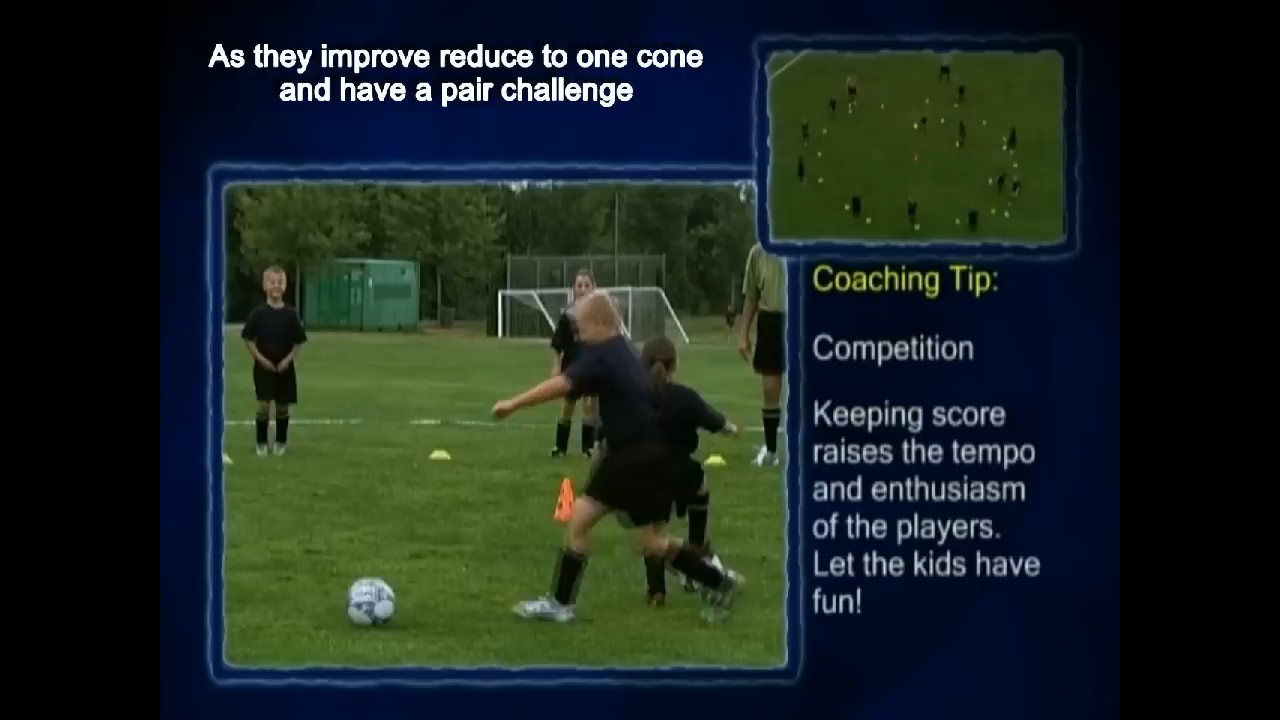 As they improve reduce to one cone
and have a pair challenge
Coaching Tip:
Competition
Keeping score
raises the tempo
and enthusiasm
of the players.
Let the kids have
fun!